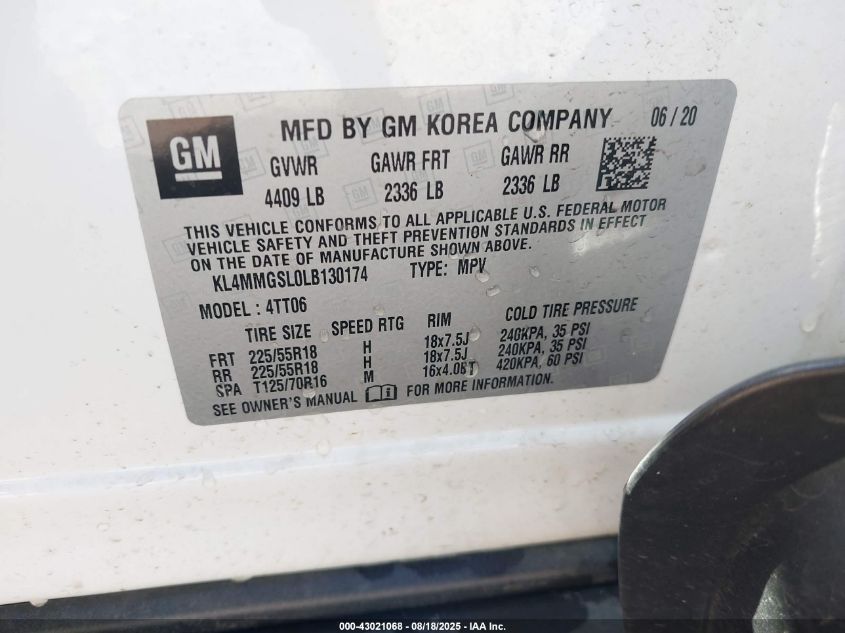 GM
MFD BY GM KOREA COMPANY 06 / 20
GVWR GAWR FRT GAWR RR
4409 LB 2336 LB 2336 LB
THIS VEHICLE CONFORMS TO ALL APPLICABLE U.S. FEDERAL MOTOR
VEHICLE SAFETY AND THEFT PREVENTION STANDARDS IN EFFECT
ON THE DATE OF MANUFACTURE SHOWN ABOVE.
KL4MMGSL0LB130174 TYPE: MPV
MODEL : 4TT06
TIRE SIZE SPEED RTG RIM COLD TIRE PRESSURE
FRT 225/55R18 H 18x7.5J 240KPA, 35 PSI
RR 225/55R18 H 18x7.5J 240KPA, 35 PSI
SPA T125/70R16 M 16x4.0BT 420KPA, 60 PSI
SEE OWNER'S MANUAL FOR MORE INFORMATION.
000-43021068 - 08/18/2025 - IAA Inc.